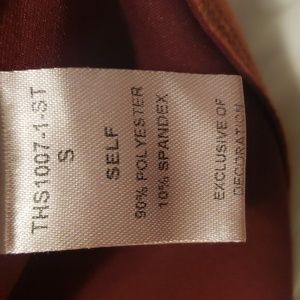 THS1007-1-ST
S
SELF
90% POLYESTER
10% SPANDEX
EXCLUSIVE OF
DECORATION